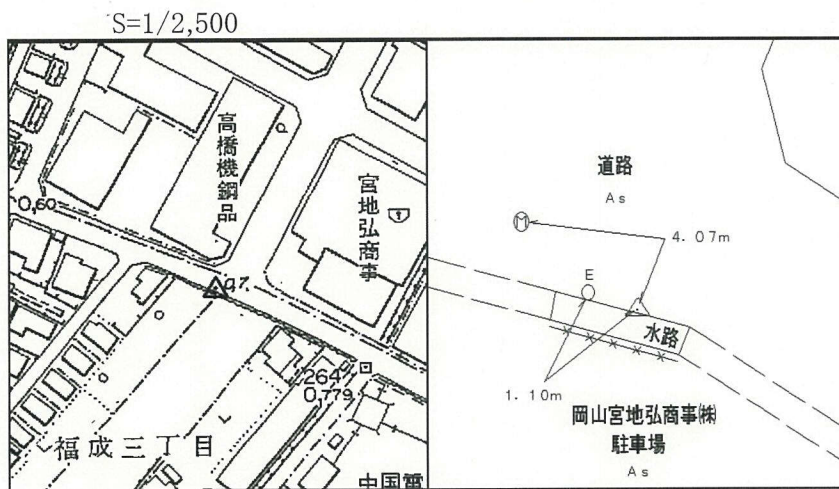 S=1/2,500
高橋機鋼品
宮地弘商事
0.60
0.7
264
0.779
福成三丁目
中国電
道路
As
M
4.07m
E
水路
1.10m
岡山宮地弘商事㈱
駐車場
As